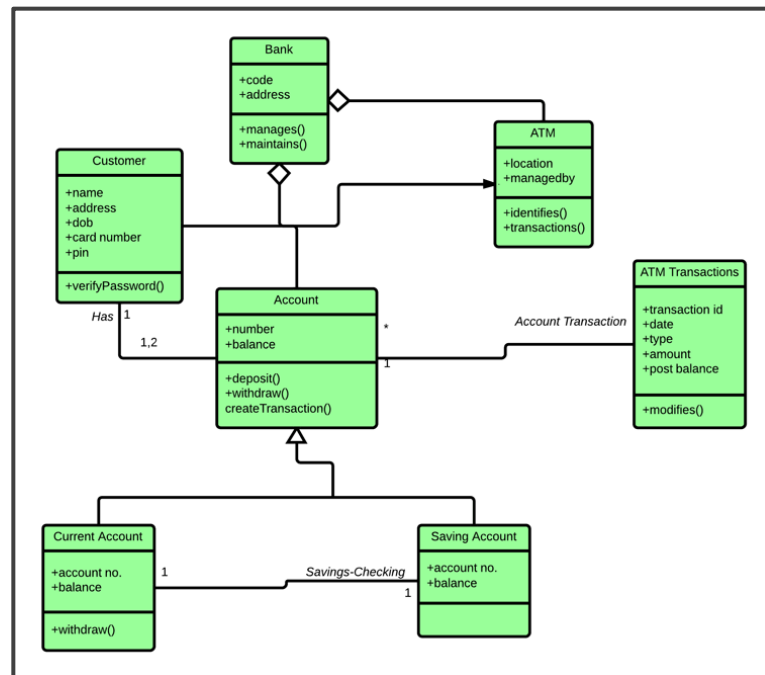 Bank
+code
+address
+manages()
+maintains()
ATM
+location
+managedby
+identifies()
+transactions()
Customer
+name
+address
+dob
+card number
+pin
+verifyPassword()
Has
1
1,2
Account
+number
+balance
+deposit()
+withdraw()
createTransaction()
*
1
Account Transaction
ATM Transactions
+transaction id
+date
+type
+amount
+post balance
+modifies()
Current Account
+account no.
+balance
+withdraw()
1
Savings-Checking
1
Saving Account
+account no.
+balance